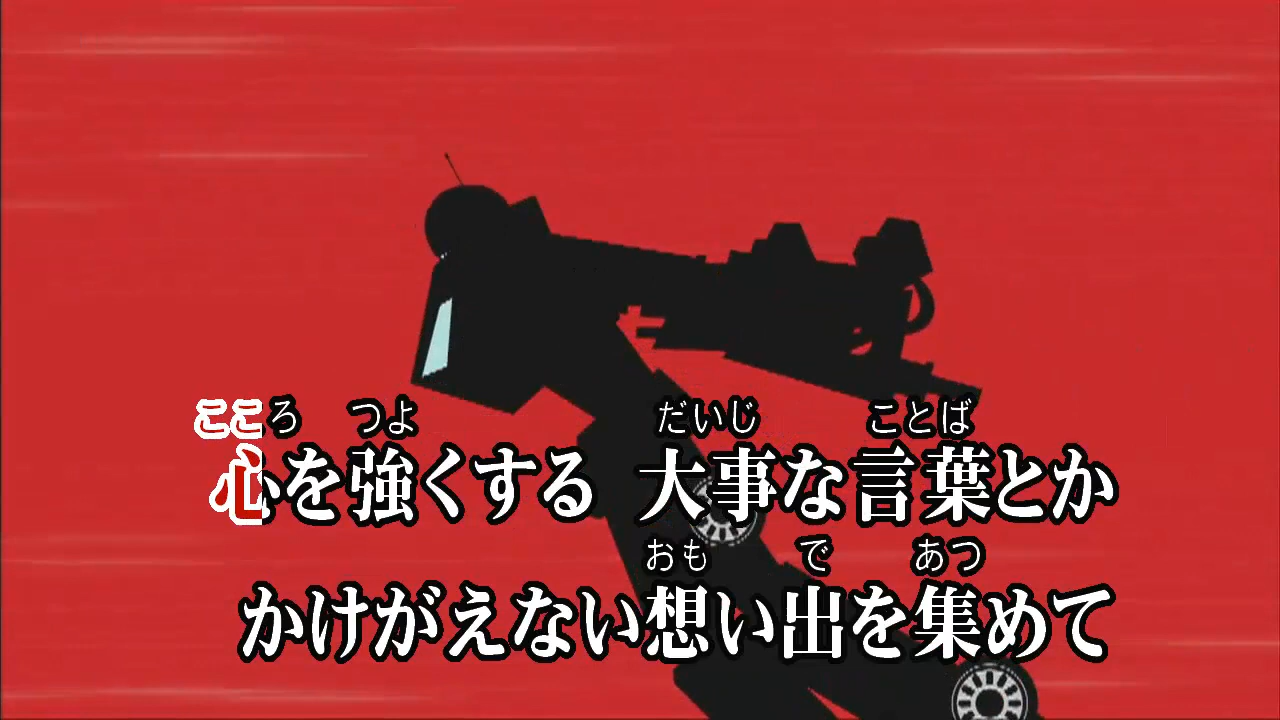 こころ つよ だいじ ことば
心を強くする 大事な言葉とか
おも で あつ
かけがえない想い出を集めて